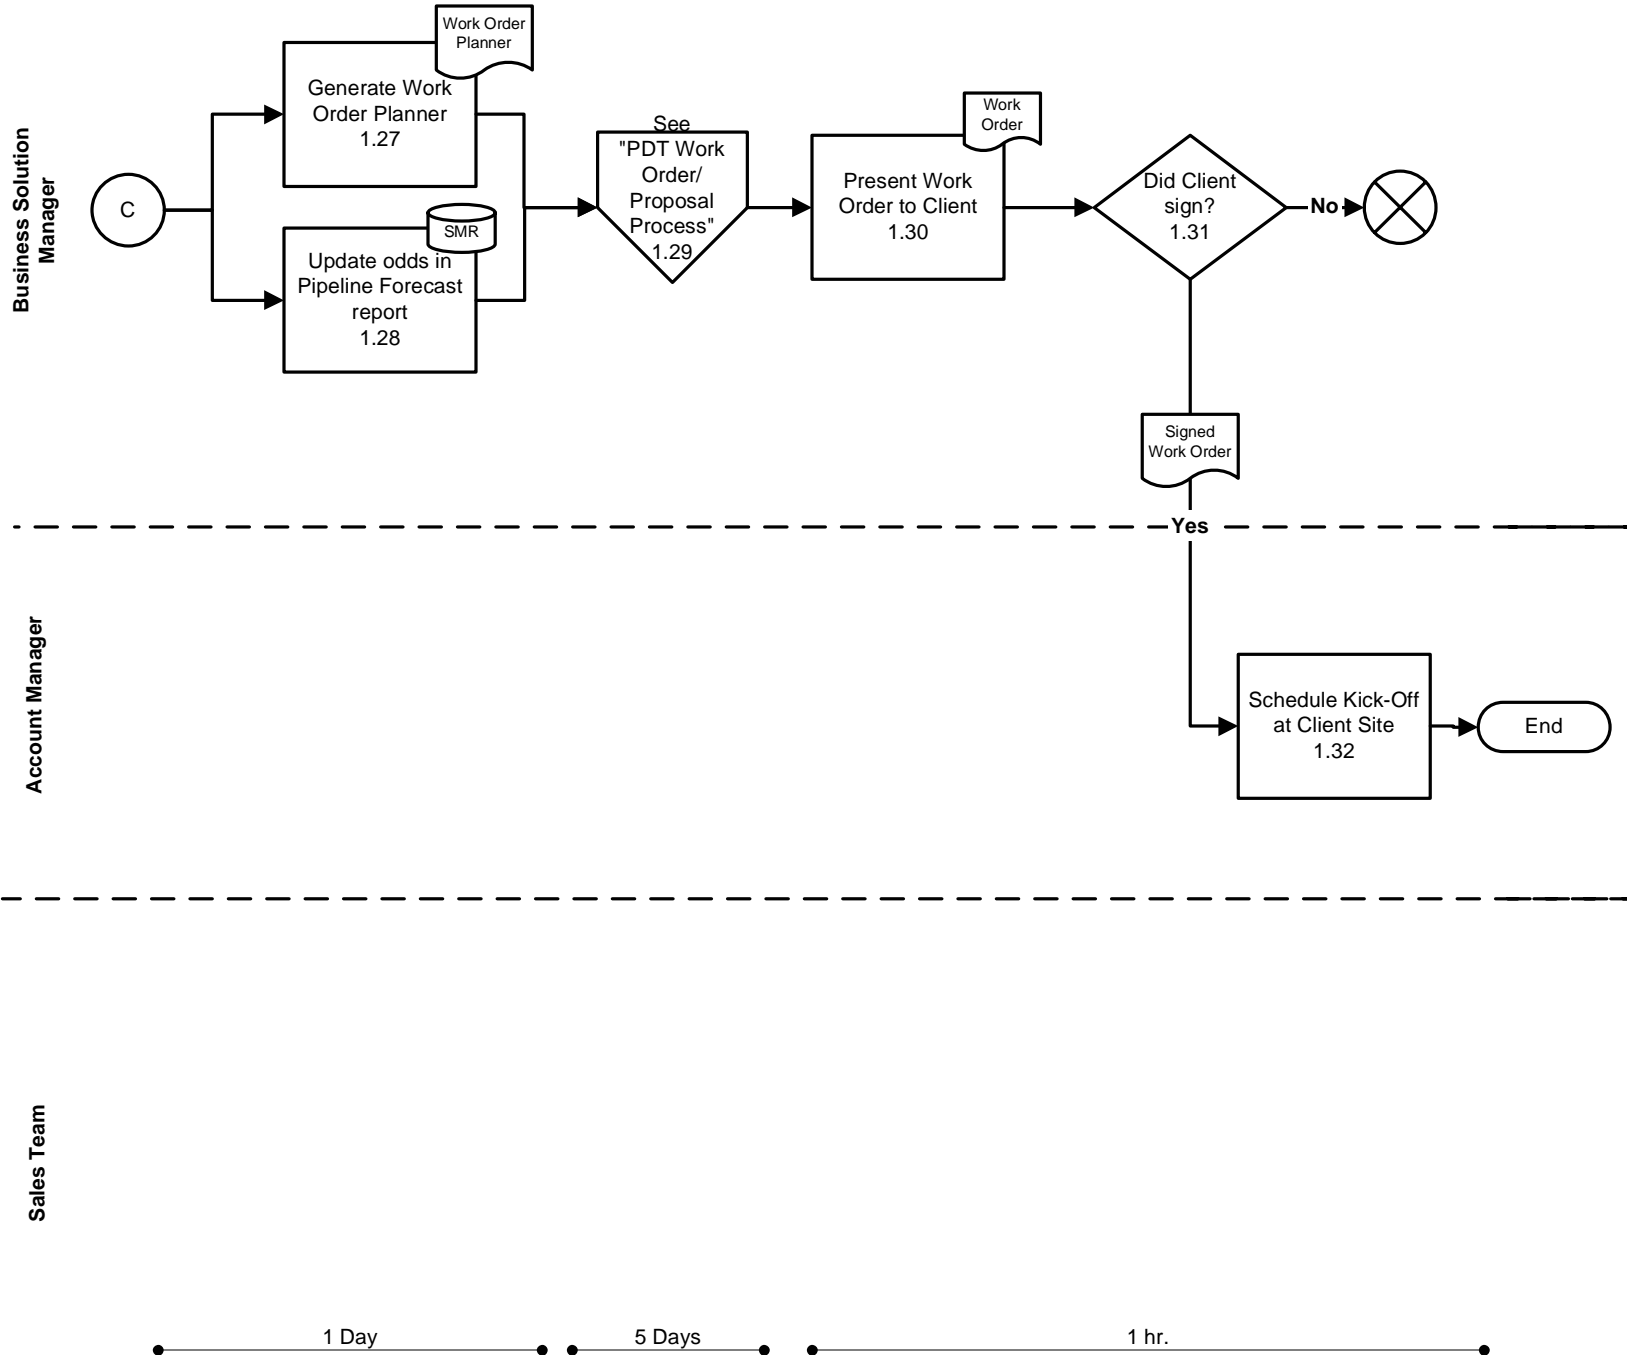 Business Solution
Manager
C
Work Order
Planner
Generate Work
Order Planner
1.27
SMR
Update odds in
Pipeline Forecast
report
1.28
See
"PDT Work
Order/
Proposal
Process"
1.29
Work
Order
Present Work
Order to Client
1.30
Did Client
sign?
1.31
No
Signed
Work Order
Yes
Account Manager
Schedule Kick-Off
at Client Site
1.32
End
Sales Team
1 Day
5 Days
1 hr.